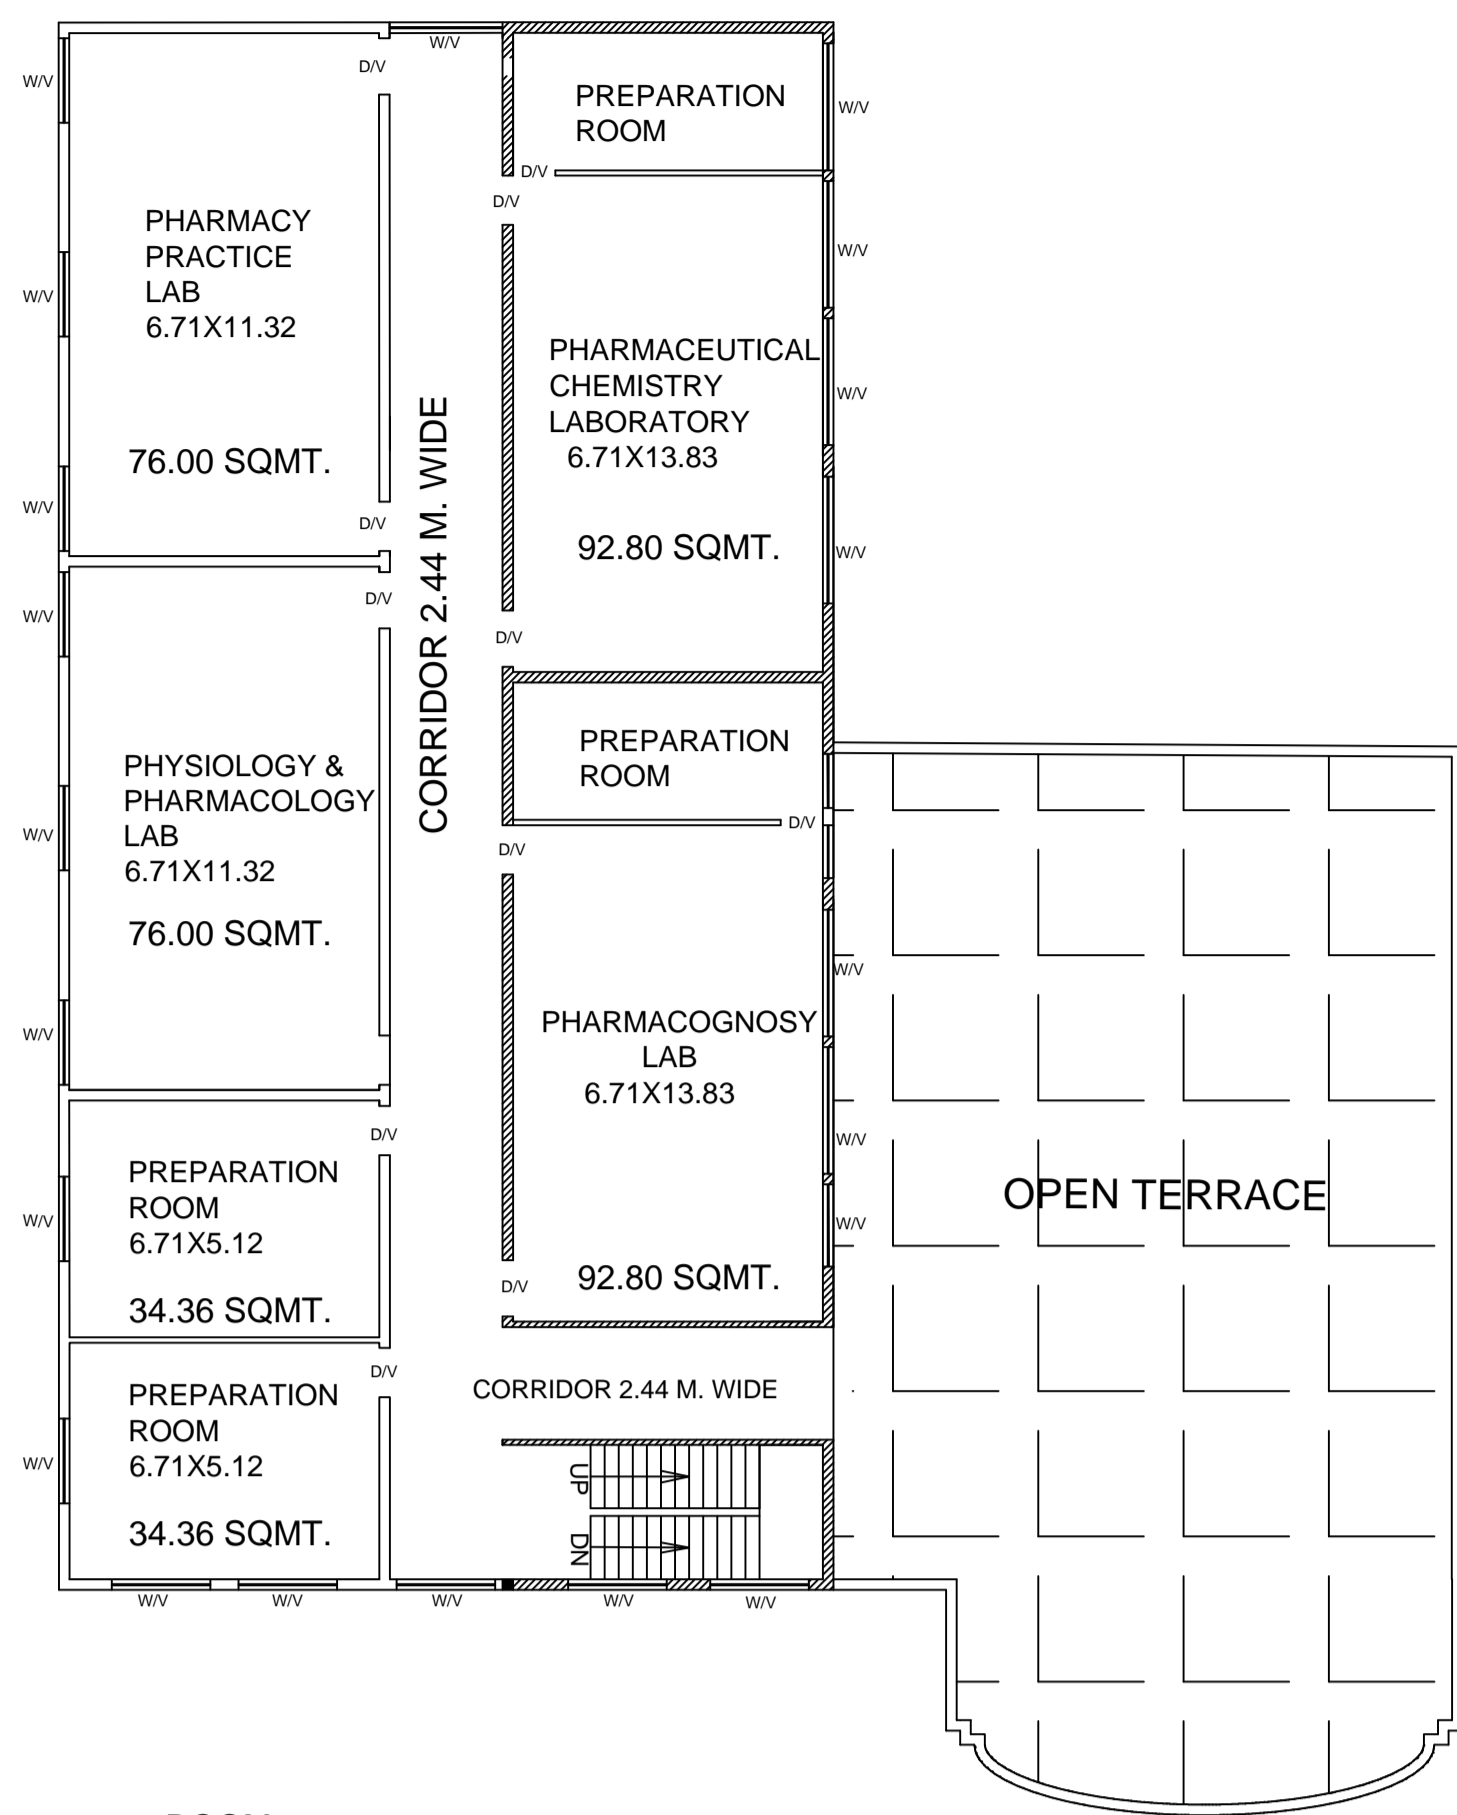 W/V
D/V
W/V
W/V
PREPARATION
ROOM
W/V
D/V
D/V
PHARMACY
PRACTICE
LAB
6.71X11.32
76.00 SQMT.
W/V
W/V
D/V
W/V
PHARMACEUTICAL
CHEMISTRY
LABORATORY
6.71X13.83
92.80 SQMT.
W/V
W/V
D/V
CORRIDOR 2.44 M. WIDE
D/V
W/V
PHYSIOLOGY &
PHARMACOLOGY
LAB
6.71X11.32
76.00 SQMT.
W/V
W/V
PREPARATION
ROOM
D/V
D/V
PHARMACOGNOSY
LAB
6.71X13.83
92.80 SQMT.
W/V
W/V
W/V
D/V
OPEN TERRACE
D/V
PREPARATION
ROOM
6.71X5.12
34.36 SQMT.
W/V
D/V
CORRIDOR 2.44 M. WIDE
PREPARATION
ROOM
6.71X5.12
34.36 SQMT.
W/V
UP
DN
W/V
W/V
W/V
W/V
W/V